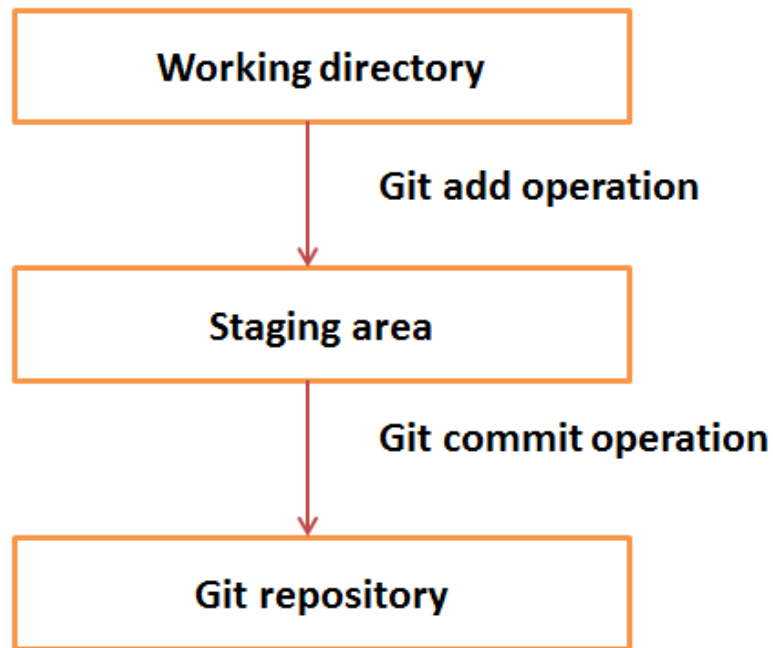 Working directory
Git add operation
Staging area
Git commit operation
Git repository